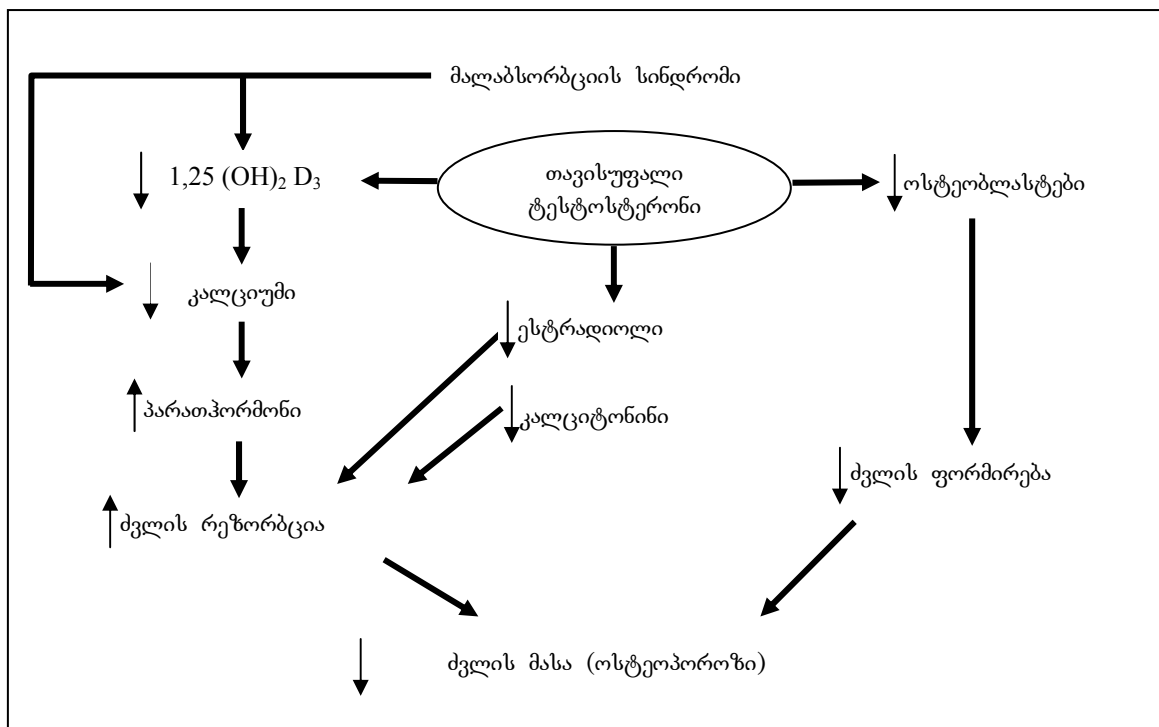 მალაბსორბციის სინდრომი
1,25 (OH)₂ D₃
თავისუფალი
ტესტოსტერონი
ოსტეობლასტები
კალციუმი
ესტრადიოლი
პარათჰორმონი
კალციტონინი
ძვლის ფორმირება
ძვლის რეზორბცია
ძვლის მასა (ოსტეოპოროზი)